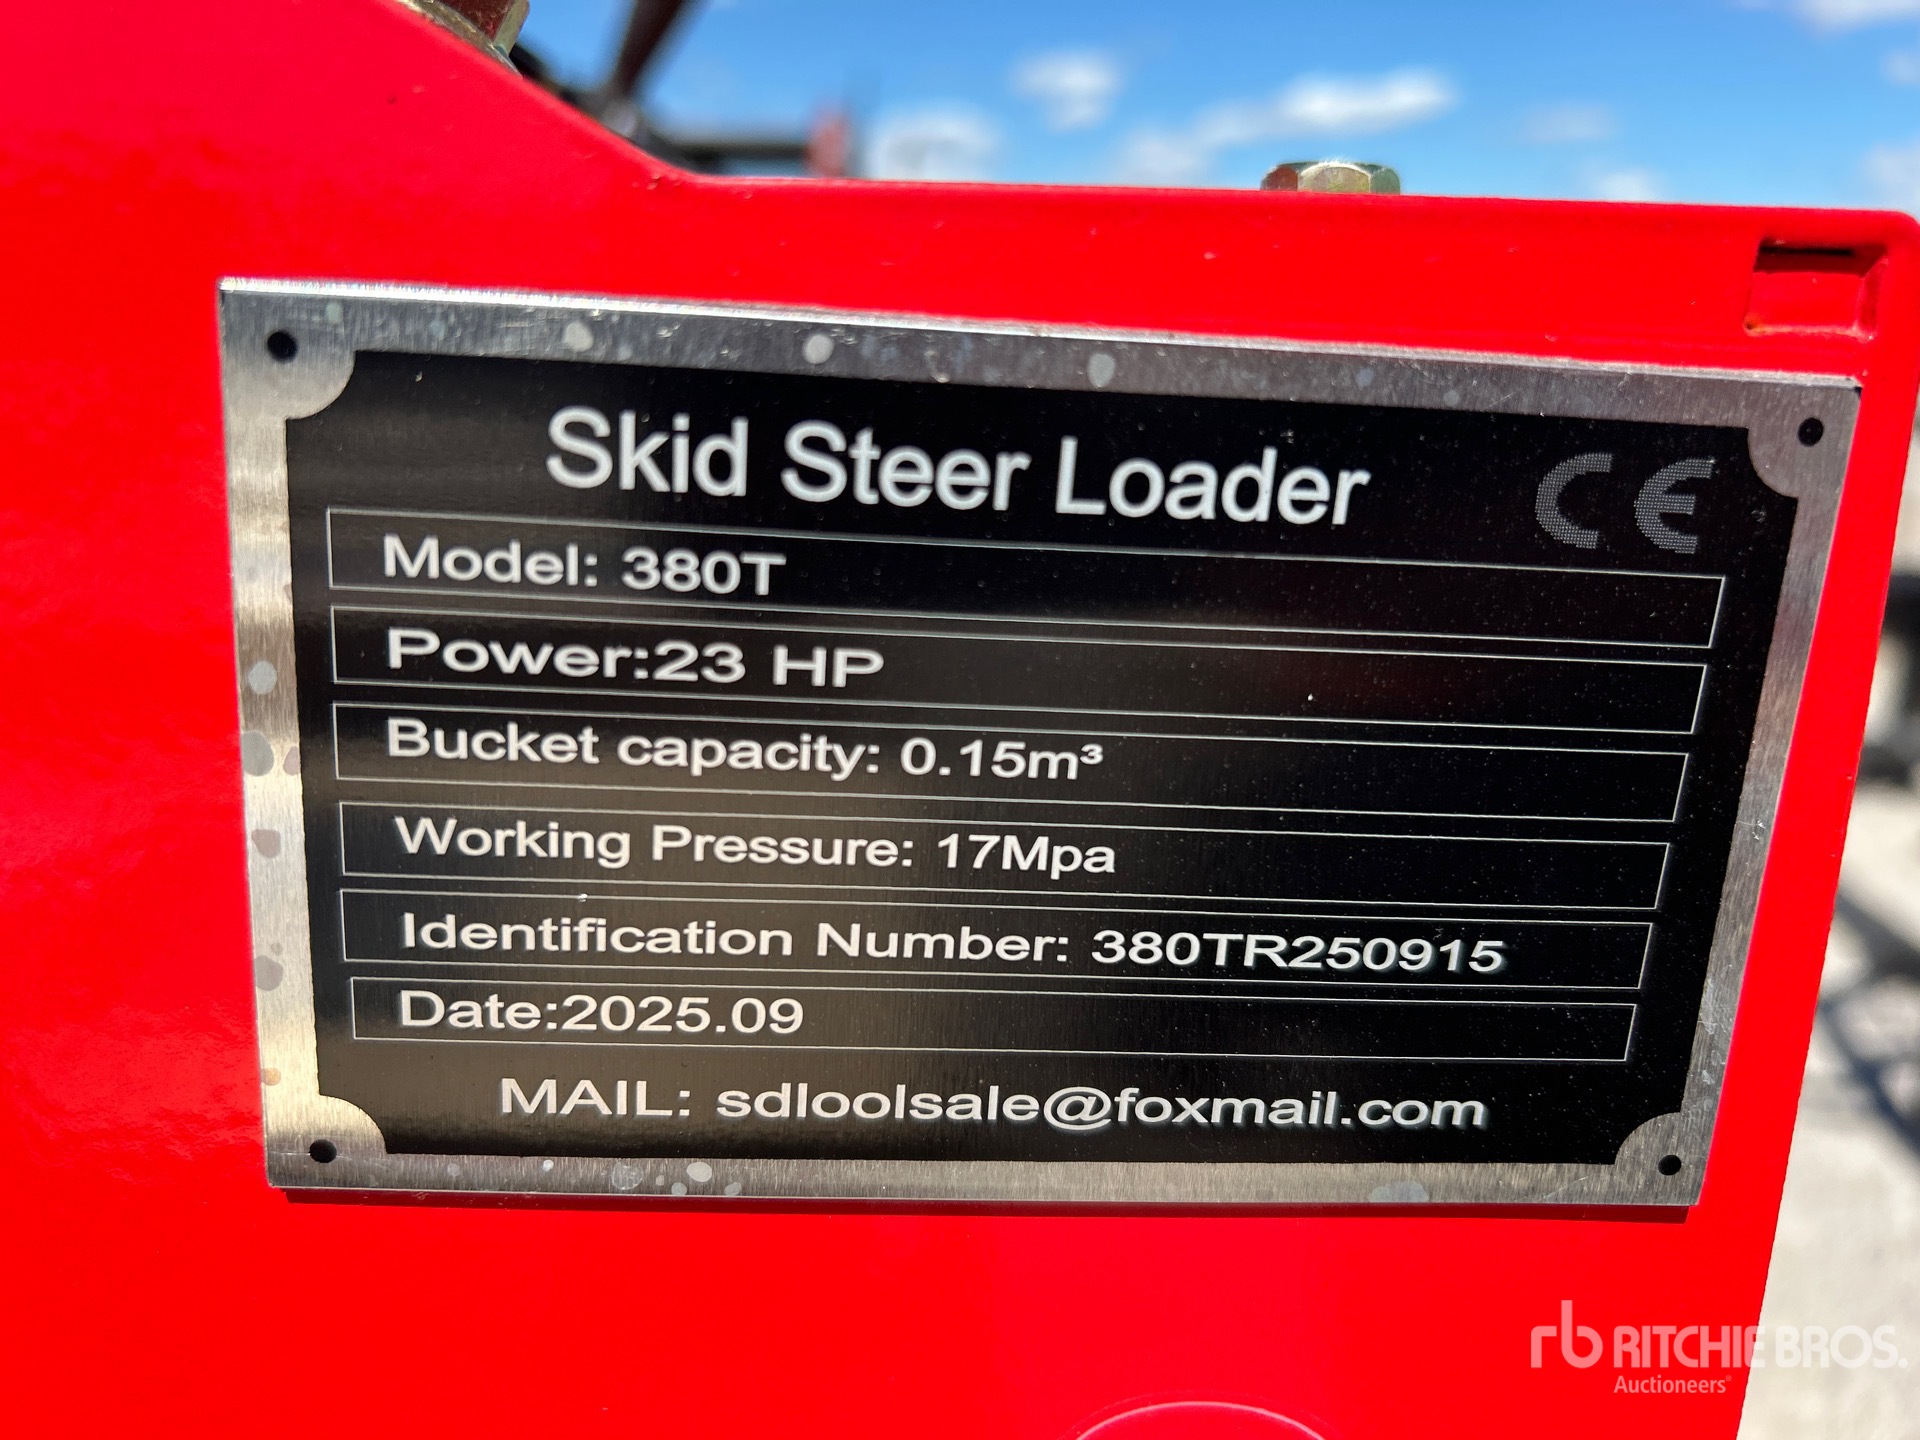 Skid Steer Loader CE
Model: 380T
Power:23 HP
Bucket capacity: 0.15m³
Working Pressure: 17Mpa
Identification Number: 380TR250915
Date:2025.09
MAIL: sdloolsale@foxmail.com
rb RITCHIE BROS.
Auctioneers